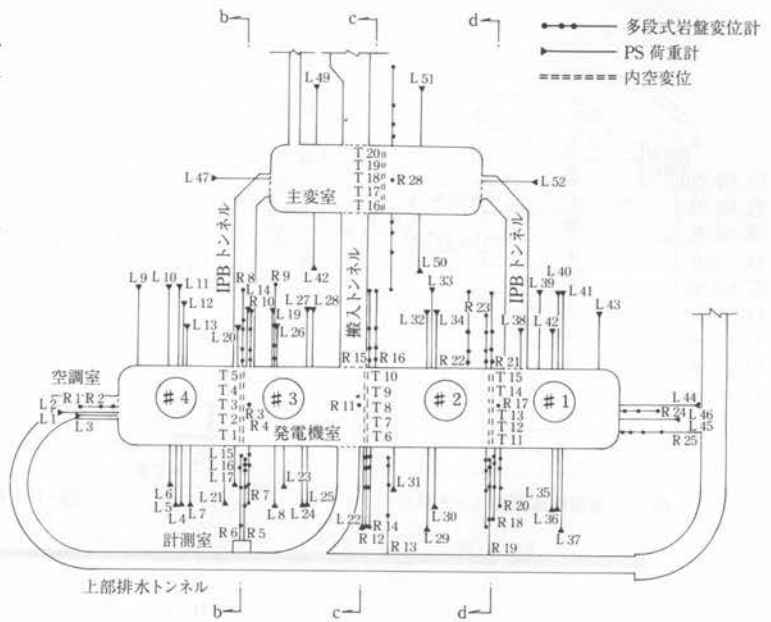 b c d
多段式岩盤変位計
PS 荷重計
内空変位
L 49 L 51
T 20
T 19
T 18
T 17
T 16
R 28
L 47 主変室 L 52
IPBトンネル
搬入トンネル
IPBトンネル
L 42 L 50
L 9 L 10 L 11 L 12 L 13
R 8 L 14 R 10 R 9 L 19 L 20 L 26 L 27 L 28
R 15 R 16
L 33 L 32 L 34 R 22 R 23 R 21
L 38 L 39 L 40 L 41 L 42 L 43
空調室
R 1 R 2
L 2
L 1
L 3
#4 #3 #2 #1
T 5
T 4
T 3
T 2
T 1
R 3
R 4
発電機室
R 11
T 10
T 9
T 8
T 7
T 6
T 15
T 14
R 17
T 13
T 12
T 11
L 44
R 24
L 46
L 45
R 25
L 6 L 5 L 4 L 7
L 15
L 16
L 17
L 21 R 7 L 23 L 8 L 24 L 25
R 6 R 5
L 22 R 14 R 12 R 13
L 31 L 30 L 29
R 20 R 18 R 19
L 35 L 36 L 37
計測室
上部排水トンネル
b c d